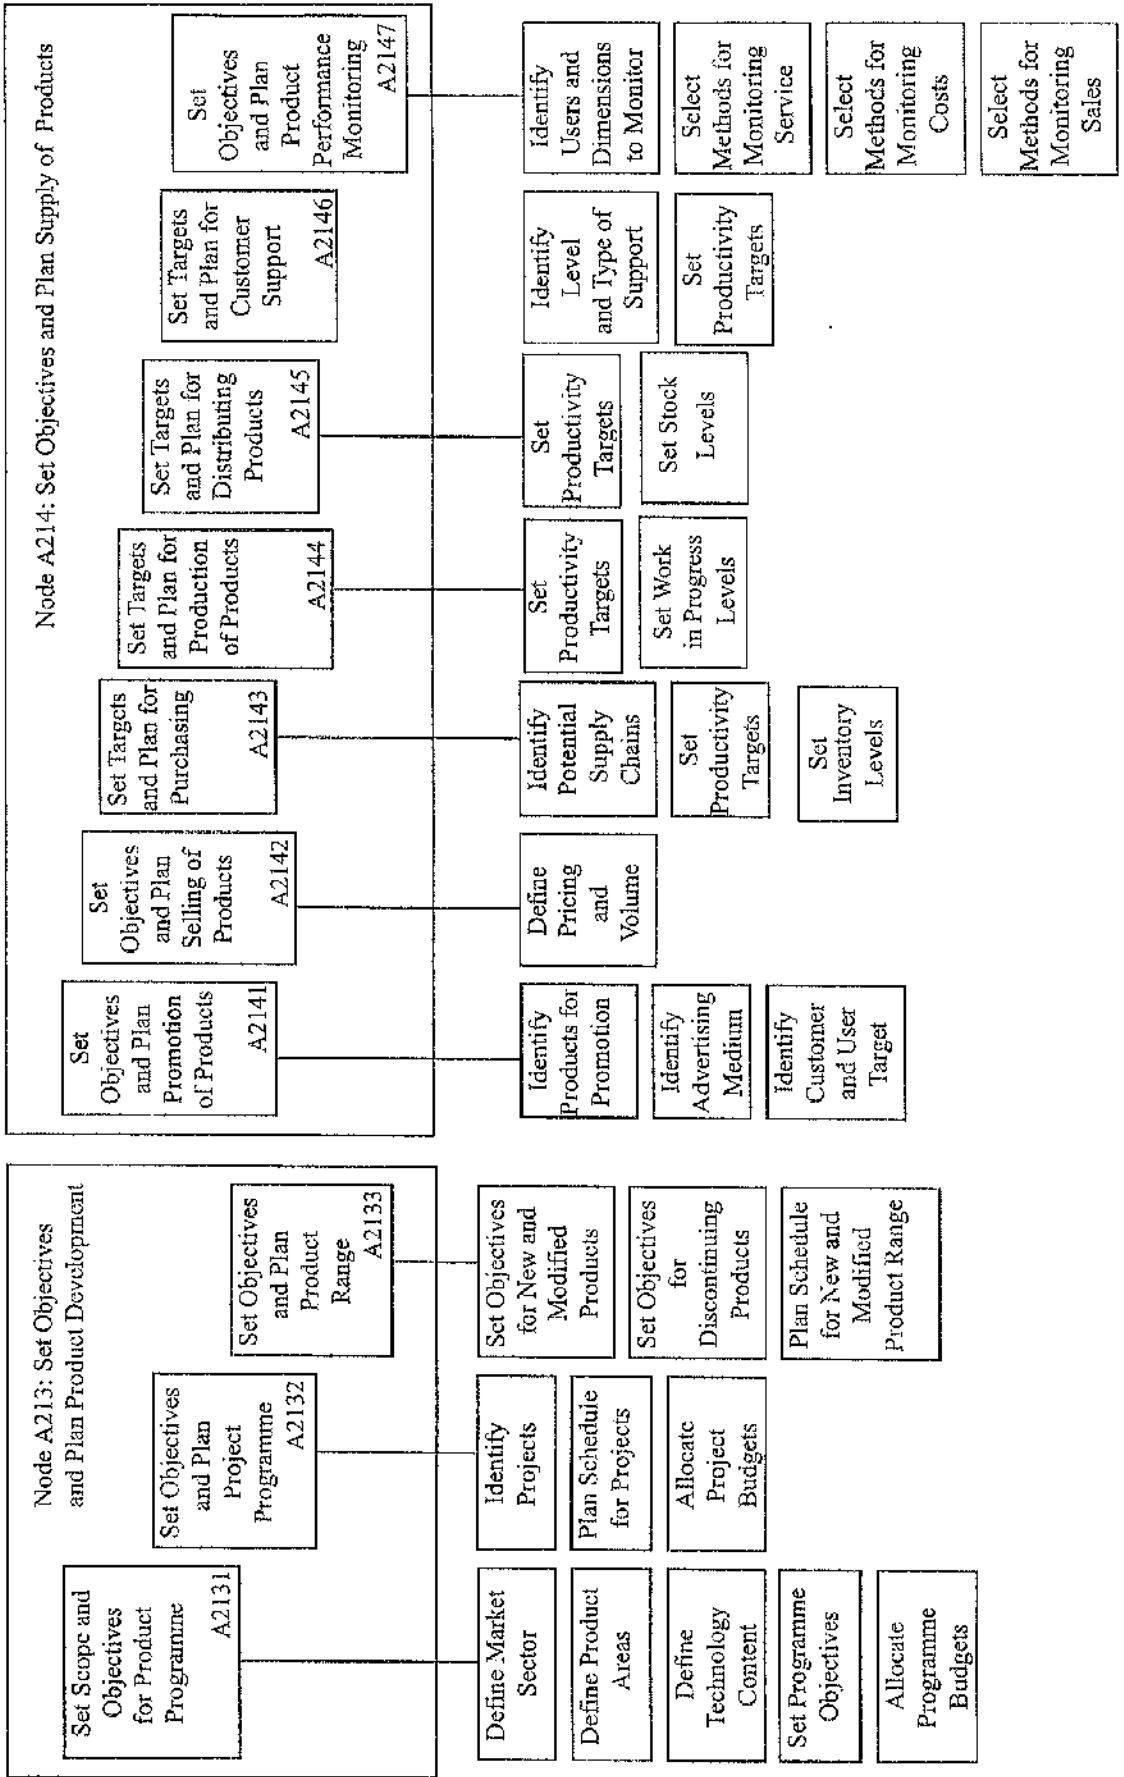 Node A213: Set Objectives
and Plan Product Development
Set Scope and
Objectives
for Product
Programme
A2131
Define Market
Sector
Define Product
Areas
Define
Technology
Content
Set Programme
Objectives
Allocate
Programme
Budgets
Set Objectives
and Plan
Project
Programme
A2132
Identify
Projects
Plan Schedule
for Projects
Allocate
Project
Budgets
Set Objectives
and Plan
Product
Range
A2133
Set Objectives
for New and
Modified
Products
Set Objectives
for
Discontinuing
Products
Plan Schedule
for New and
Modified
Product Range
Node A214: Set Objectives and Plan Supply of Products
Set
Objectives
and Plan
Promotion
of Products
A2141
Identify
Products for
Promotion
Identify
Advertising
Medium
Identify
Customer
and User
Target
Set
Objectives
and Plan
Selling of
Products
A2142
Define
Pricing
and
Volume
Set Targets
and Plan for
Purchasing
A2143
Identify
Potential
Supply
Chains
Set
Productivity
Targets
Set
Inventory
Levels
Set Targets
and Plan for
Production
of Products
A2144
Set
Productivity
Targets
Set Work
in Progress
Levels
Set Targets
and Plan for
Distributing
Products
A2145
Set
Productivity
Targets
Set Stock
Levels
Set Targets
and Plan for
Customer
Support
A2146
Identify
Level
and Type of
Support
Set
Productivity
Targets
Set
Objectives
and Plan
Product
Performance
Monitoring
A2147
Identify
Users and
Dimensions
to Monitor
Select
Methods for
Monitoring
Service
Select
Methods for
Monitoring
Costs
Select
Methods for
Monitoring
Sales